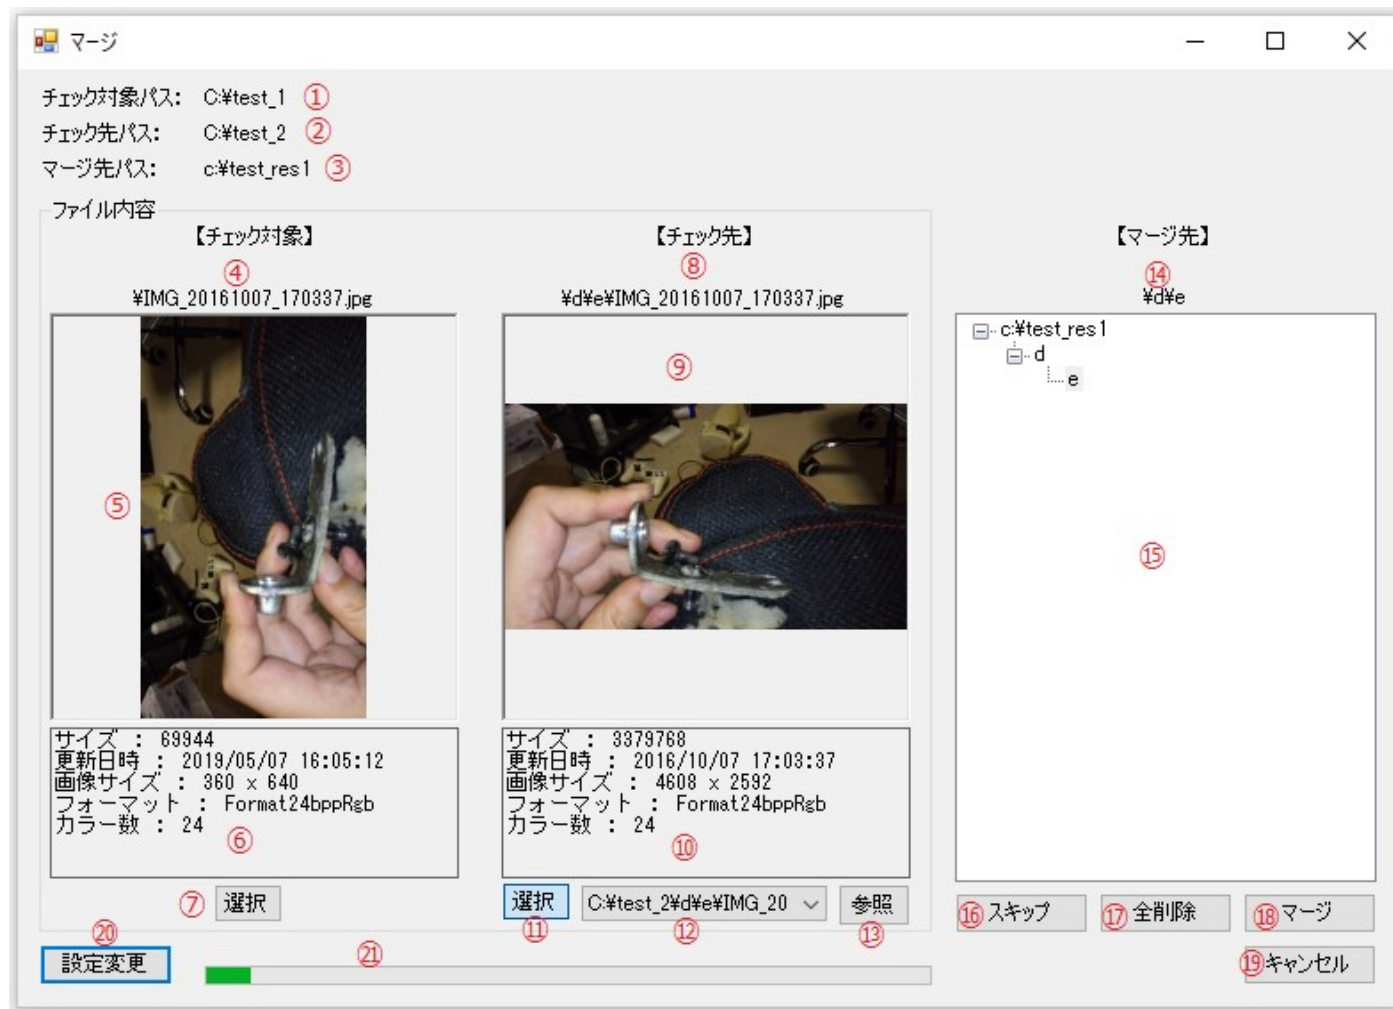 マージ
チェック対象パス: C:¥test_1 ①
チェック先パス: C:¥test_2 ②
マージ先パス: c:¥test_res1 ③
ファイル内容
【チェック対象】 【チェック先】 【マージ先】
④ ⑧ ⑭
¥IMG_20161007_170337.jpg ¥d¥e¥IMG_20161007_170337.jpg ¥d¥e
c:¥test_res1
d
e
⑨
⑤
⑮
サイズ : 69944
更新日時 : 2019/05/07 16:05:12
画像サイズ : 360 x 640
フォーマット : Format24bppRgb
カラー数 : 24
⑥
サイズ : 3379768
更新日時 : 2016/10/07 17:03:37
画像サイズ : 4608 x 2592
フォーマット : Format24bppRgb
カラー数 : 24
⑩
⑦ 選択 選択 C:¥test_2¥d¥e¥IMG_20 参照 ⑯スキップ ⑰全削除 ⑱マージ
⑪ ⑫ ⑬
⑳ ㉑
設定変更 ⑲キャンセル